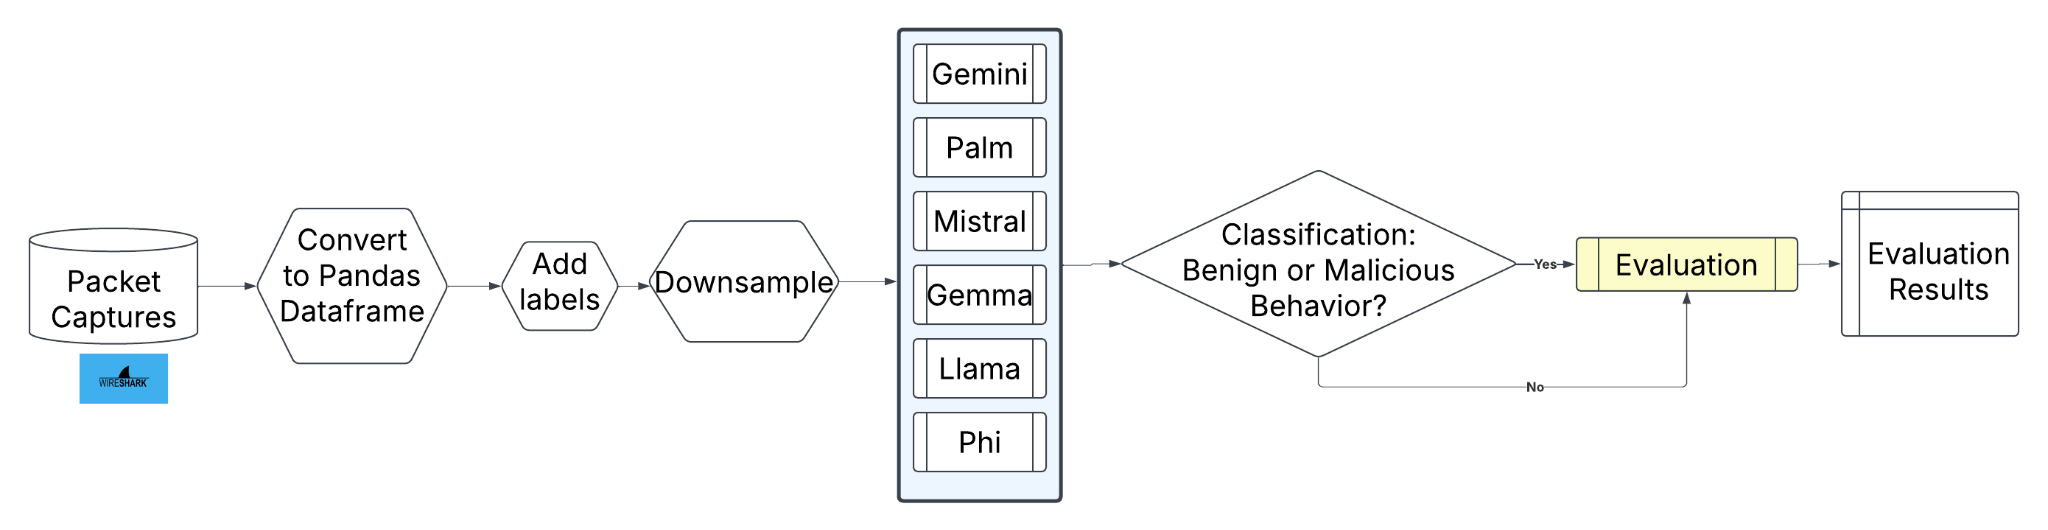 Packet
Captures
WIRESHARK
Convert
to Pandas
Dataframe
Add
labels
Downsample
Gemini
Palm
Mistral
Gemma
Llama
Phi
Classification:
Benign or Malicious
Behavior?
Yes
No
Evaluation
Evaluation
Results